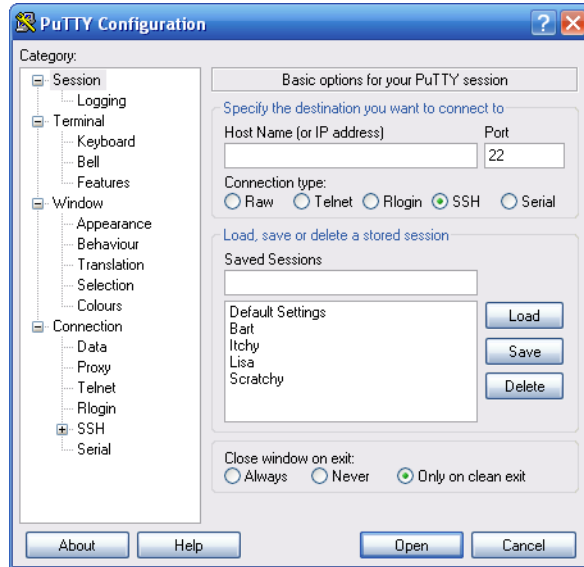 PuTTY Configuration
Category:
Session
Logging
Terminal
Keyboard
Bell
Features
Window
Appearance
Behaviour
Translation
Selection
Colours
Connection
Data
Proxy
Telnet
Rlogin
SSH
Serial
Basic options for your PuTTY session
Specify the destination you want to connect to
Host Name (or IP address) Port
22
Connection type:
Raw Telnet Rlogin SSH Serial
Load, save or delete a stored session
Saved Sessions
Default Settings
Bart
Itchy
Lisa
Scratchy
Load
Save
Delete
Close window on exit:
Always Never Only on clean exit
About Help Open Cancel